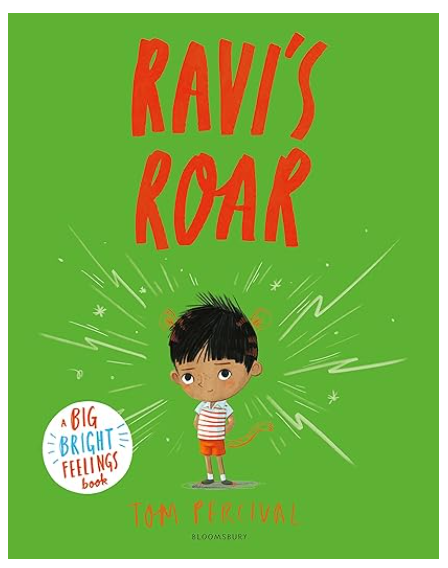 RAVI'S
ROAR
A BIG
BRIGHT
FEELINGS
book
TOM PERCIVAL
BLOOMSBURY